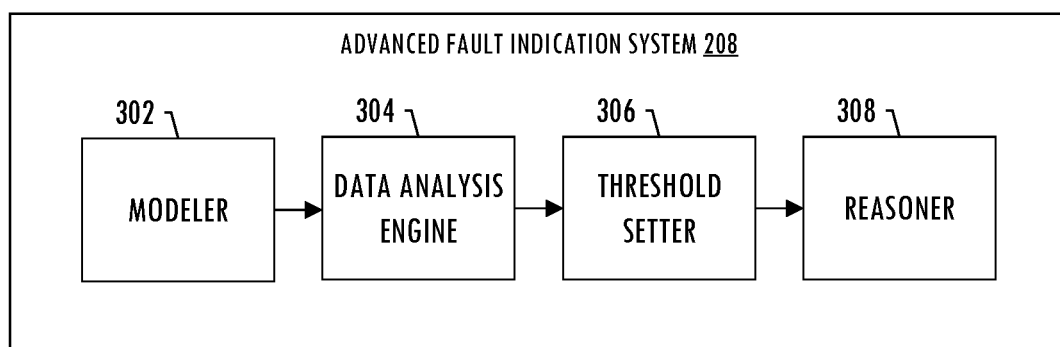 ADVANCED FAULT INDICATION SYSTEM 208
302
304
306
308
MODELER
DATA ANALYSIS
ENGINE
THRESHOLD
SETTER
REASONER